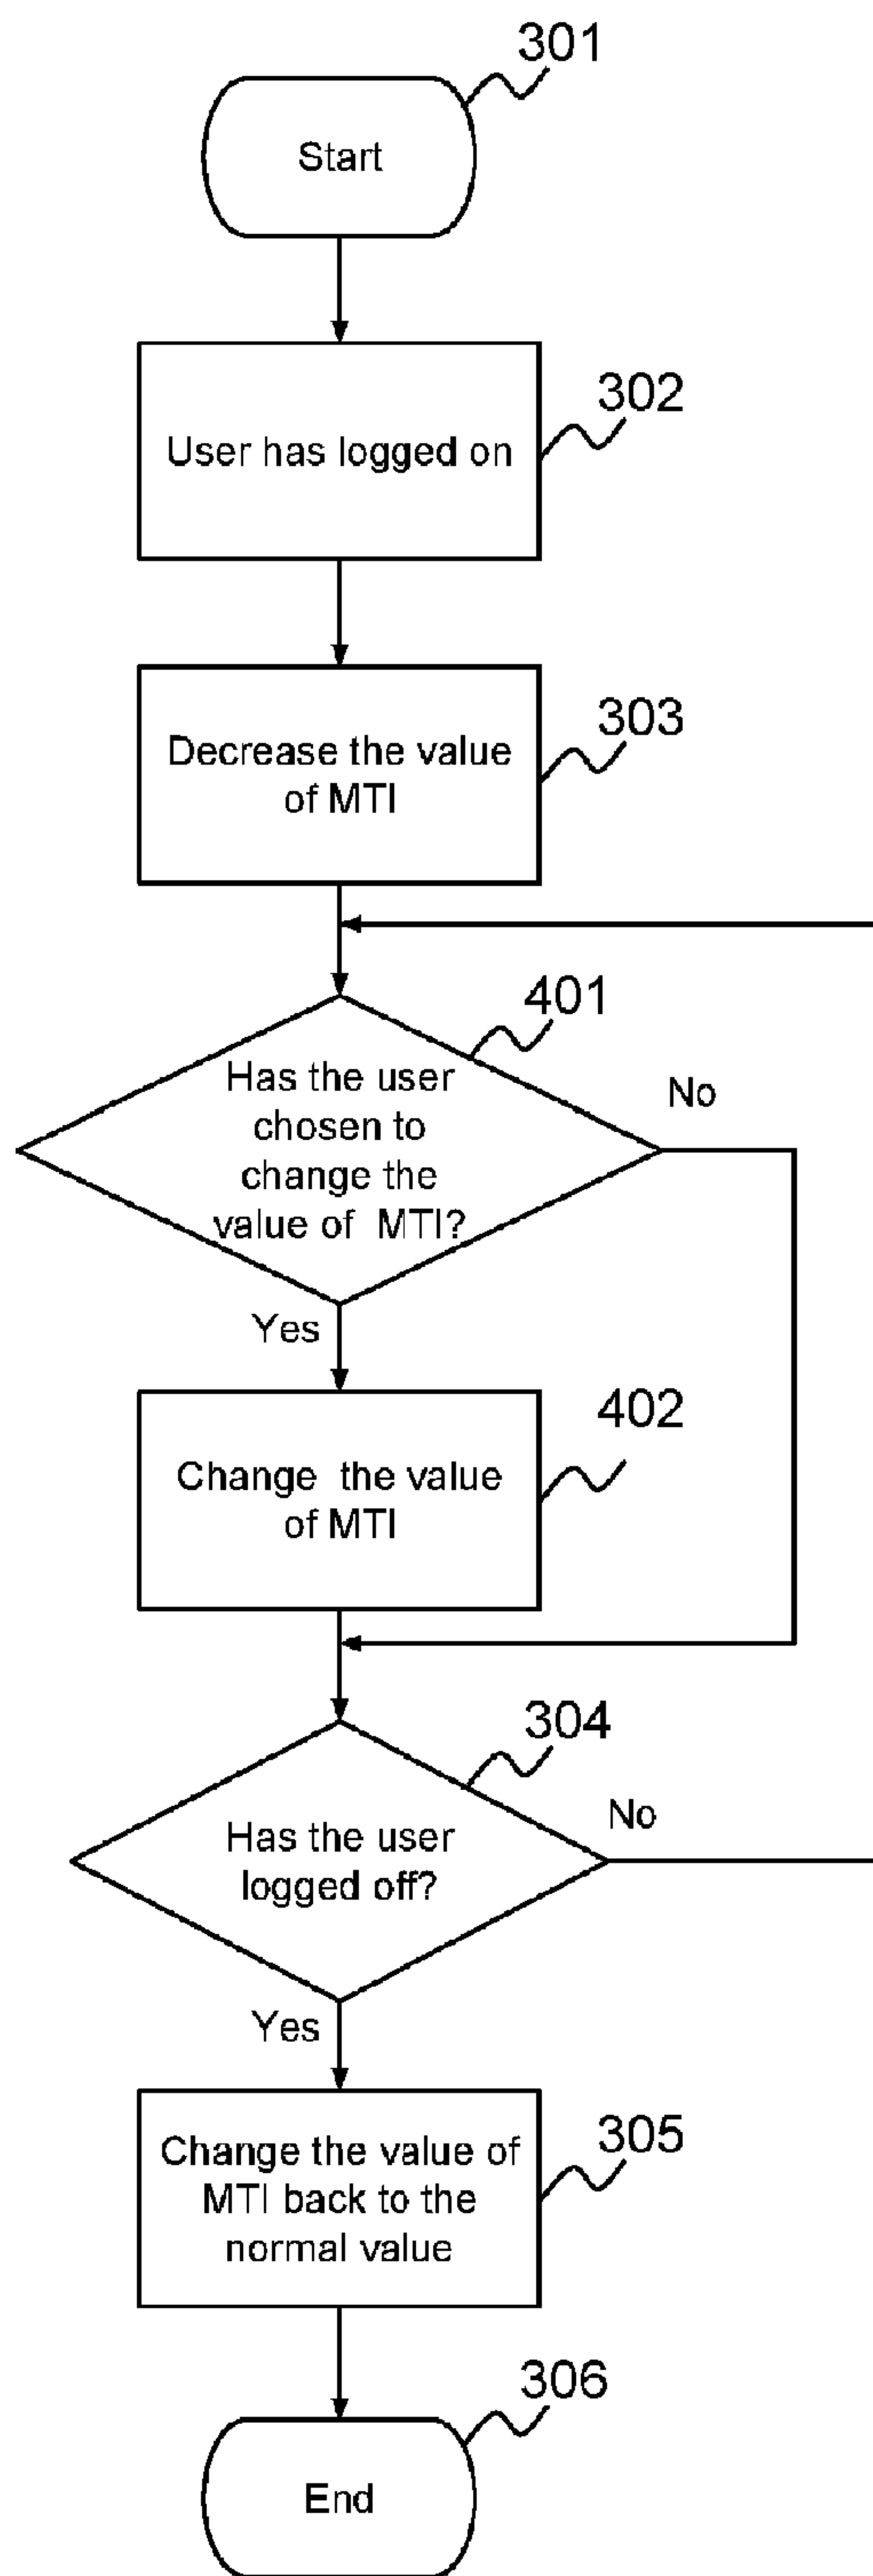 301
Start
302
User has logged on
303
Decrease the value
of MTI
401
Has the user
chosen to
change the
value of MTI?
No
Yes
402
Change the value
of MTI
304
Has the user
logged off?
No
Yes
305
Change the value of
MTI back to the
normal value
306
End